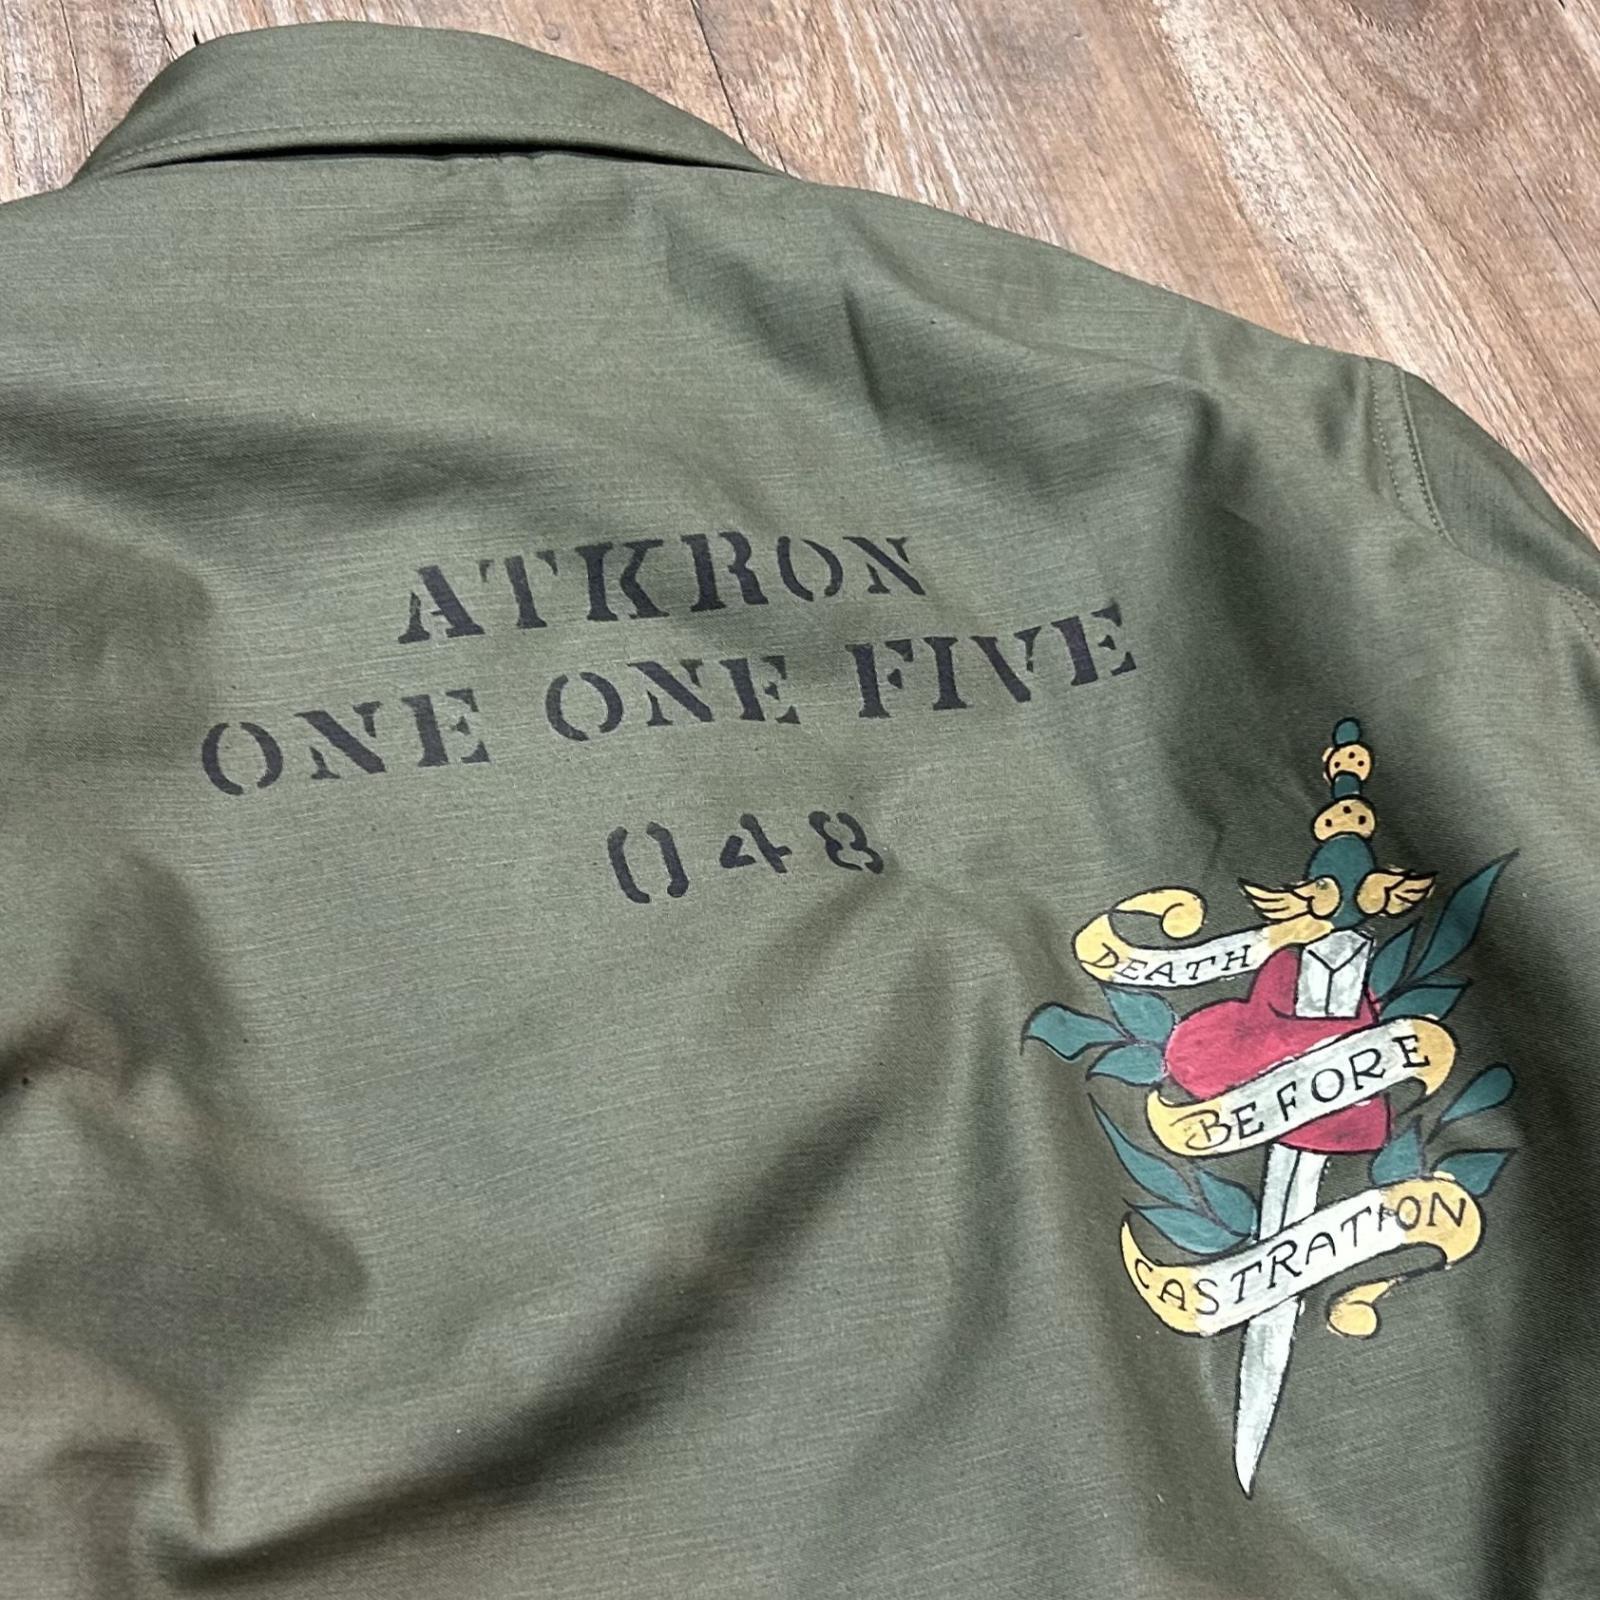 ATKRON
ONE ONE FIVE
048
DEATH
BEFORE
CASTRATION